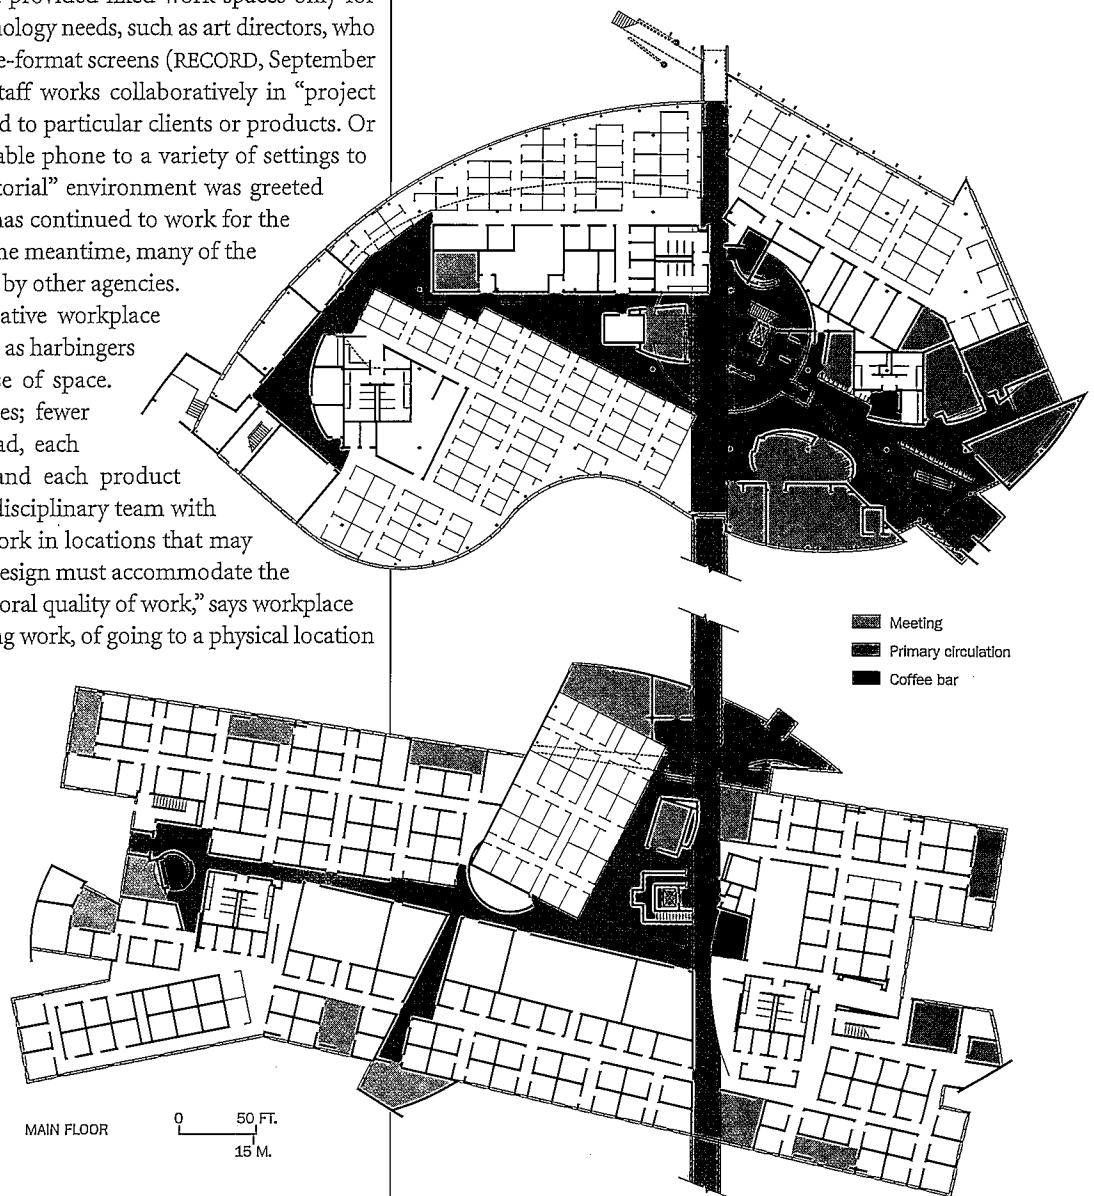 provided fixed work spaces only for
nology needs, such as art directors, who
e-format screens (RECORD, September
taff works collaboratively in “project
d to particular clients or products. Or
able phone to a variety of settings to
torial” environment was greeted
has continued to work for the
he meantime, many of the
by other agencies.
ative workplace
as harbingers
se of space.
es; fewer
ad, each
and each product
disciplinary team with
ork in locations that may
esign must accommodate the
oral quality of work,” says workplace
ng work, of going to a physical location
Meeting
Primary circulation
Coffee bar
MAIN FLOOR
0 50 FT.
15 M.